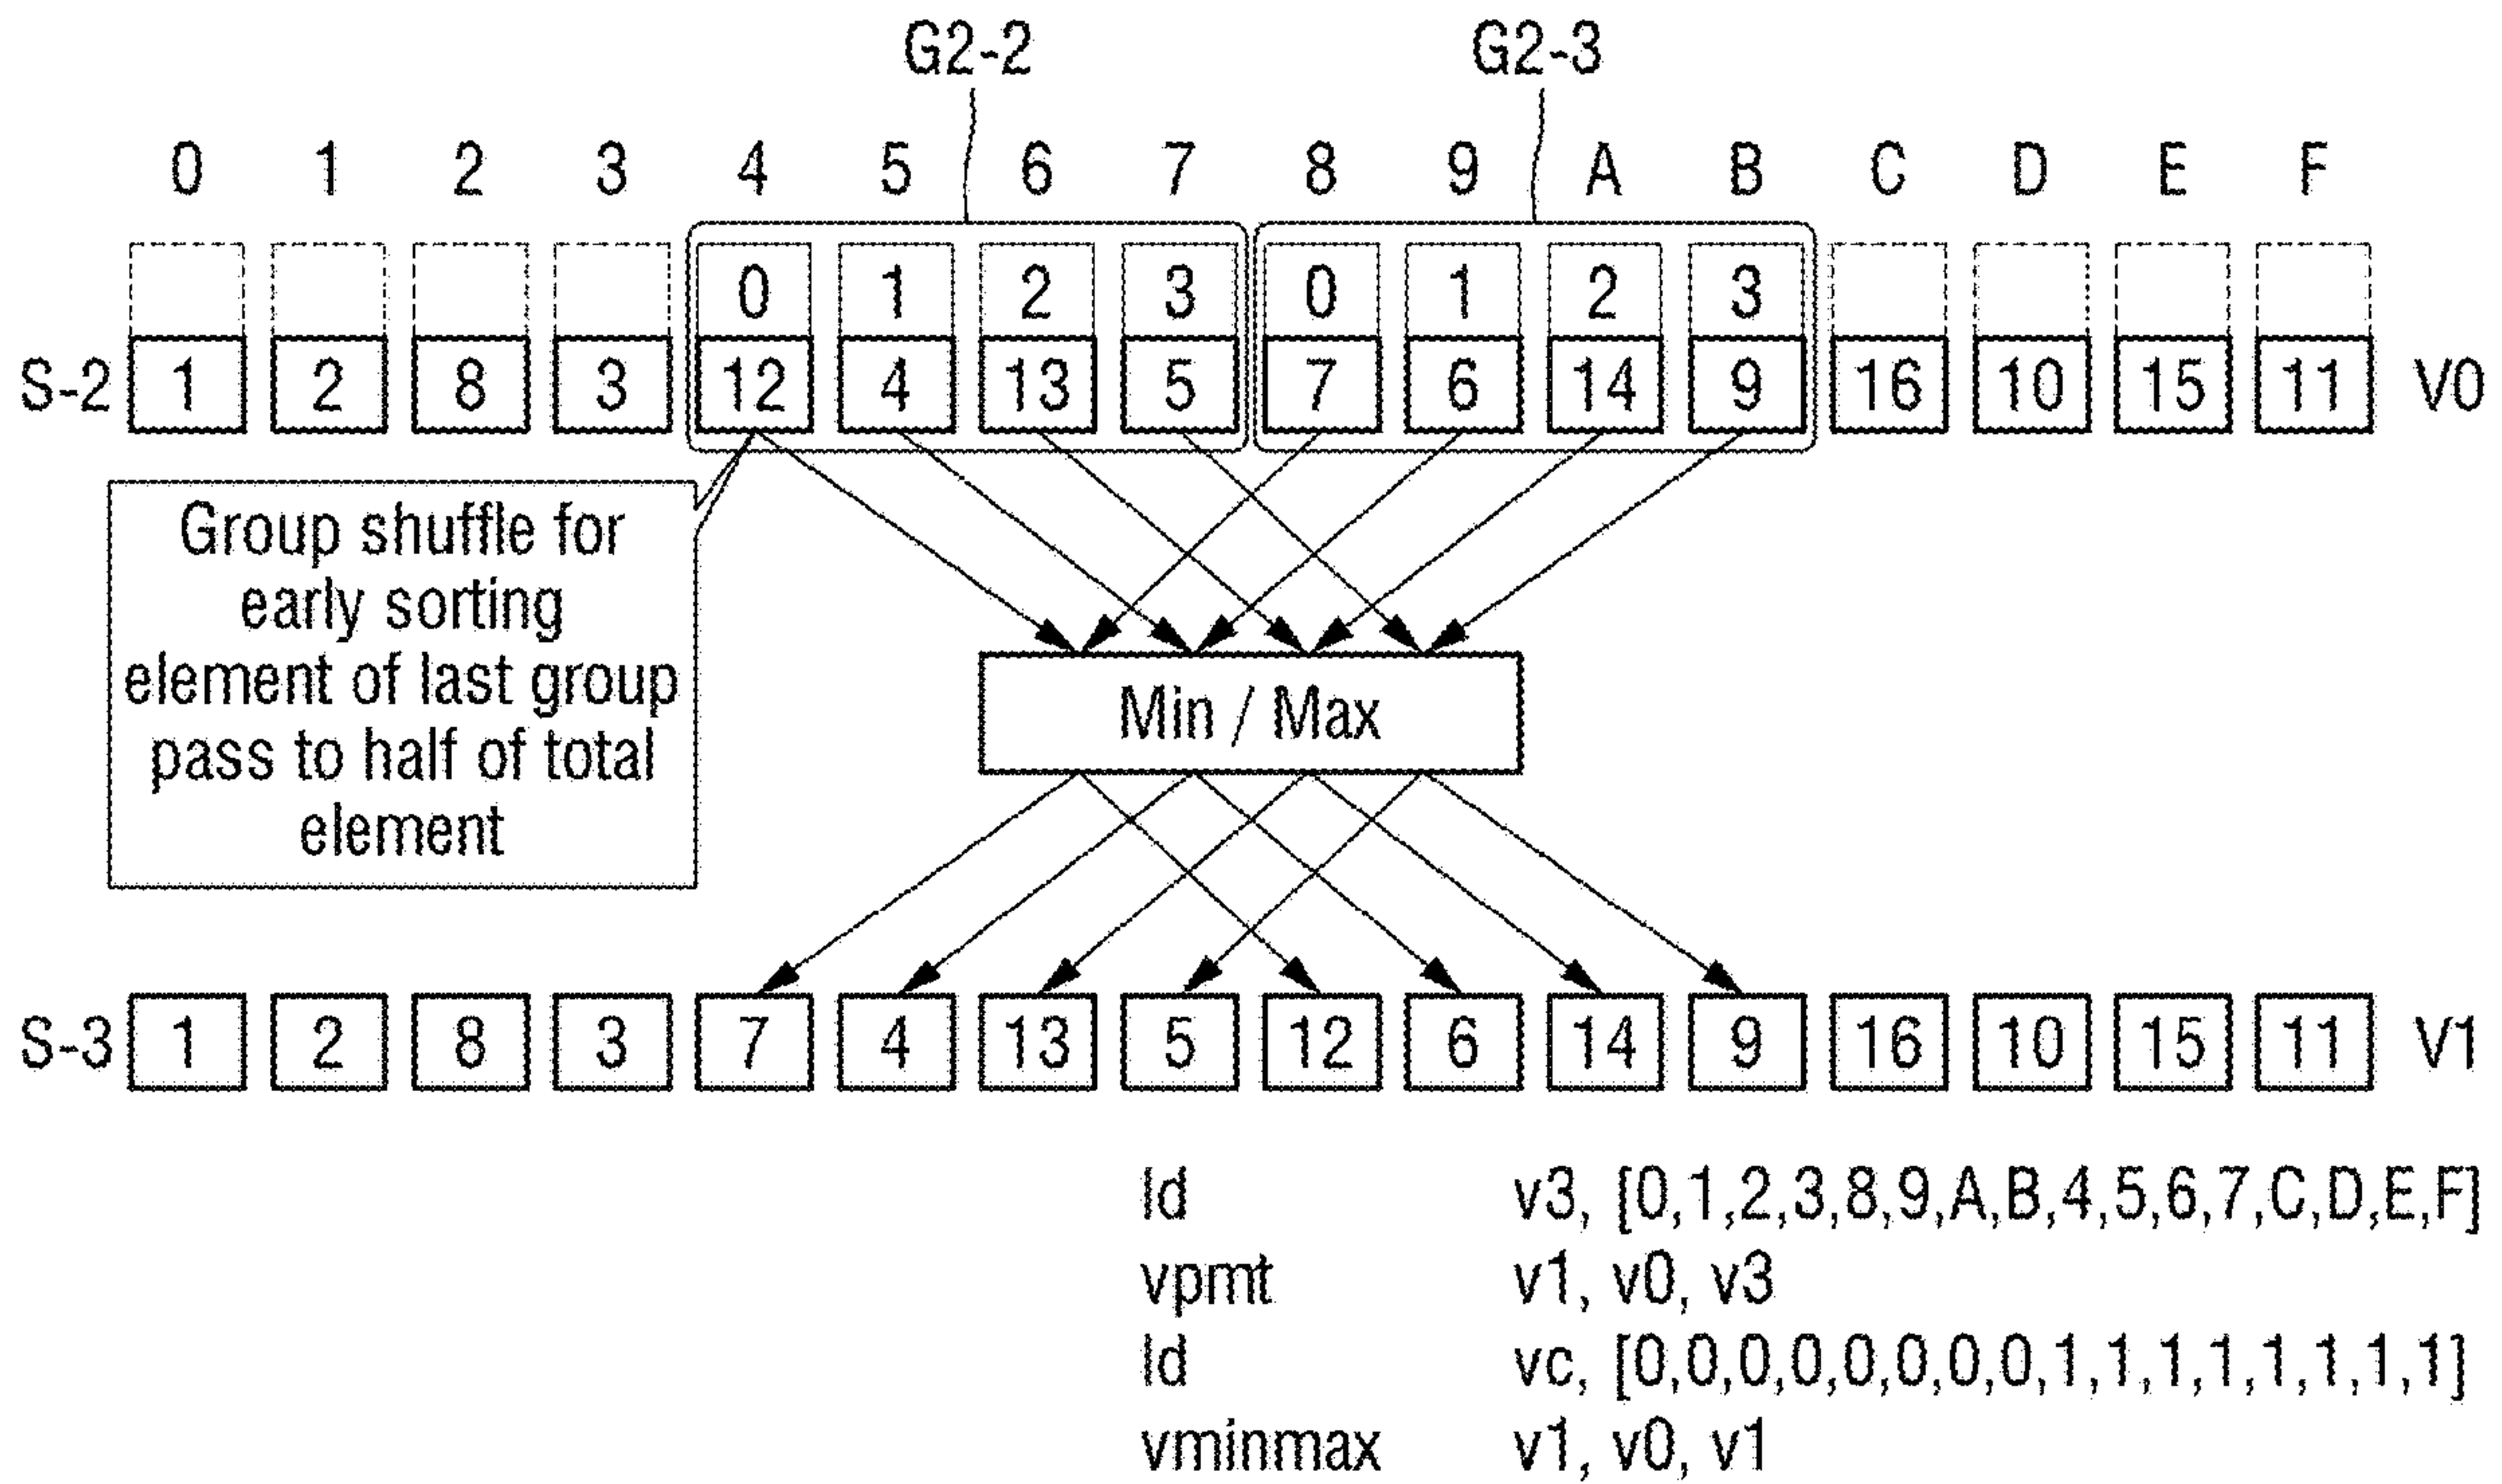 G2-2 G2-3
0 1 2 3 4 5 6 7 8 9 A B C D E F
0 1 2 3 0 1 2 3
S-2 1 2 8 3 12 4 13 5 7 6 14 9 16 10 15 11 V0
Group shuffle for
early sorting
element of last group
pass to half of total
element
Min / Max
S-3 1 2 8 3 7 4 13 5 12 6 14 9 16 10 15 11 V1
ld v3, [0,1,2,3,8,9,A,B,4,5,6,7,C,D,E,F]
vpmt v1, v0, v3
ld vc, [0,0,0,0,0,0,0,0,1,1,1,1,1,1,1,1]
vminmax v1, v0, v1